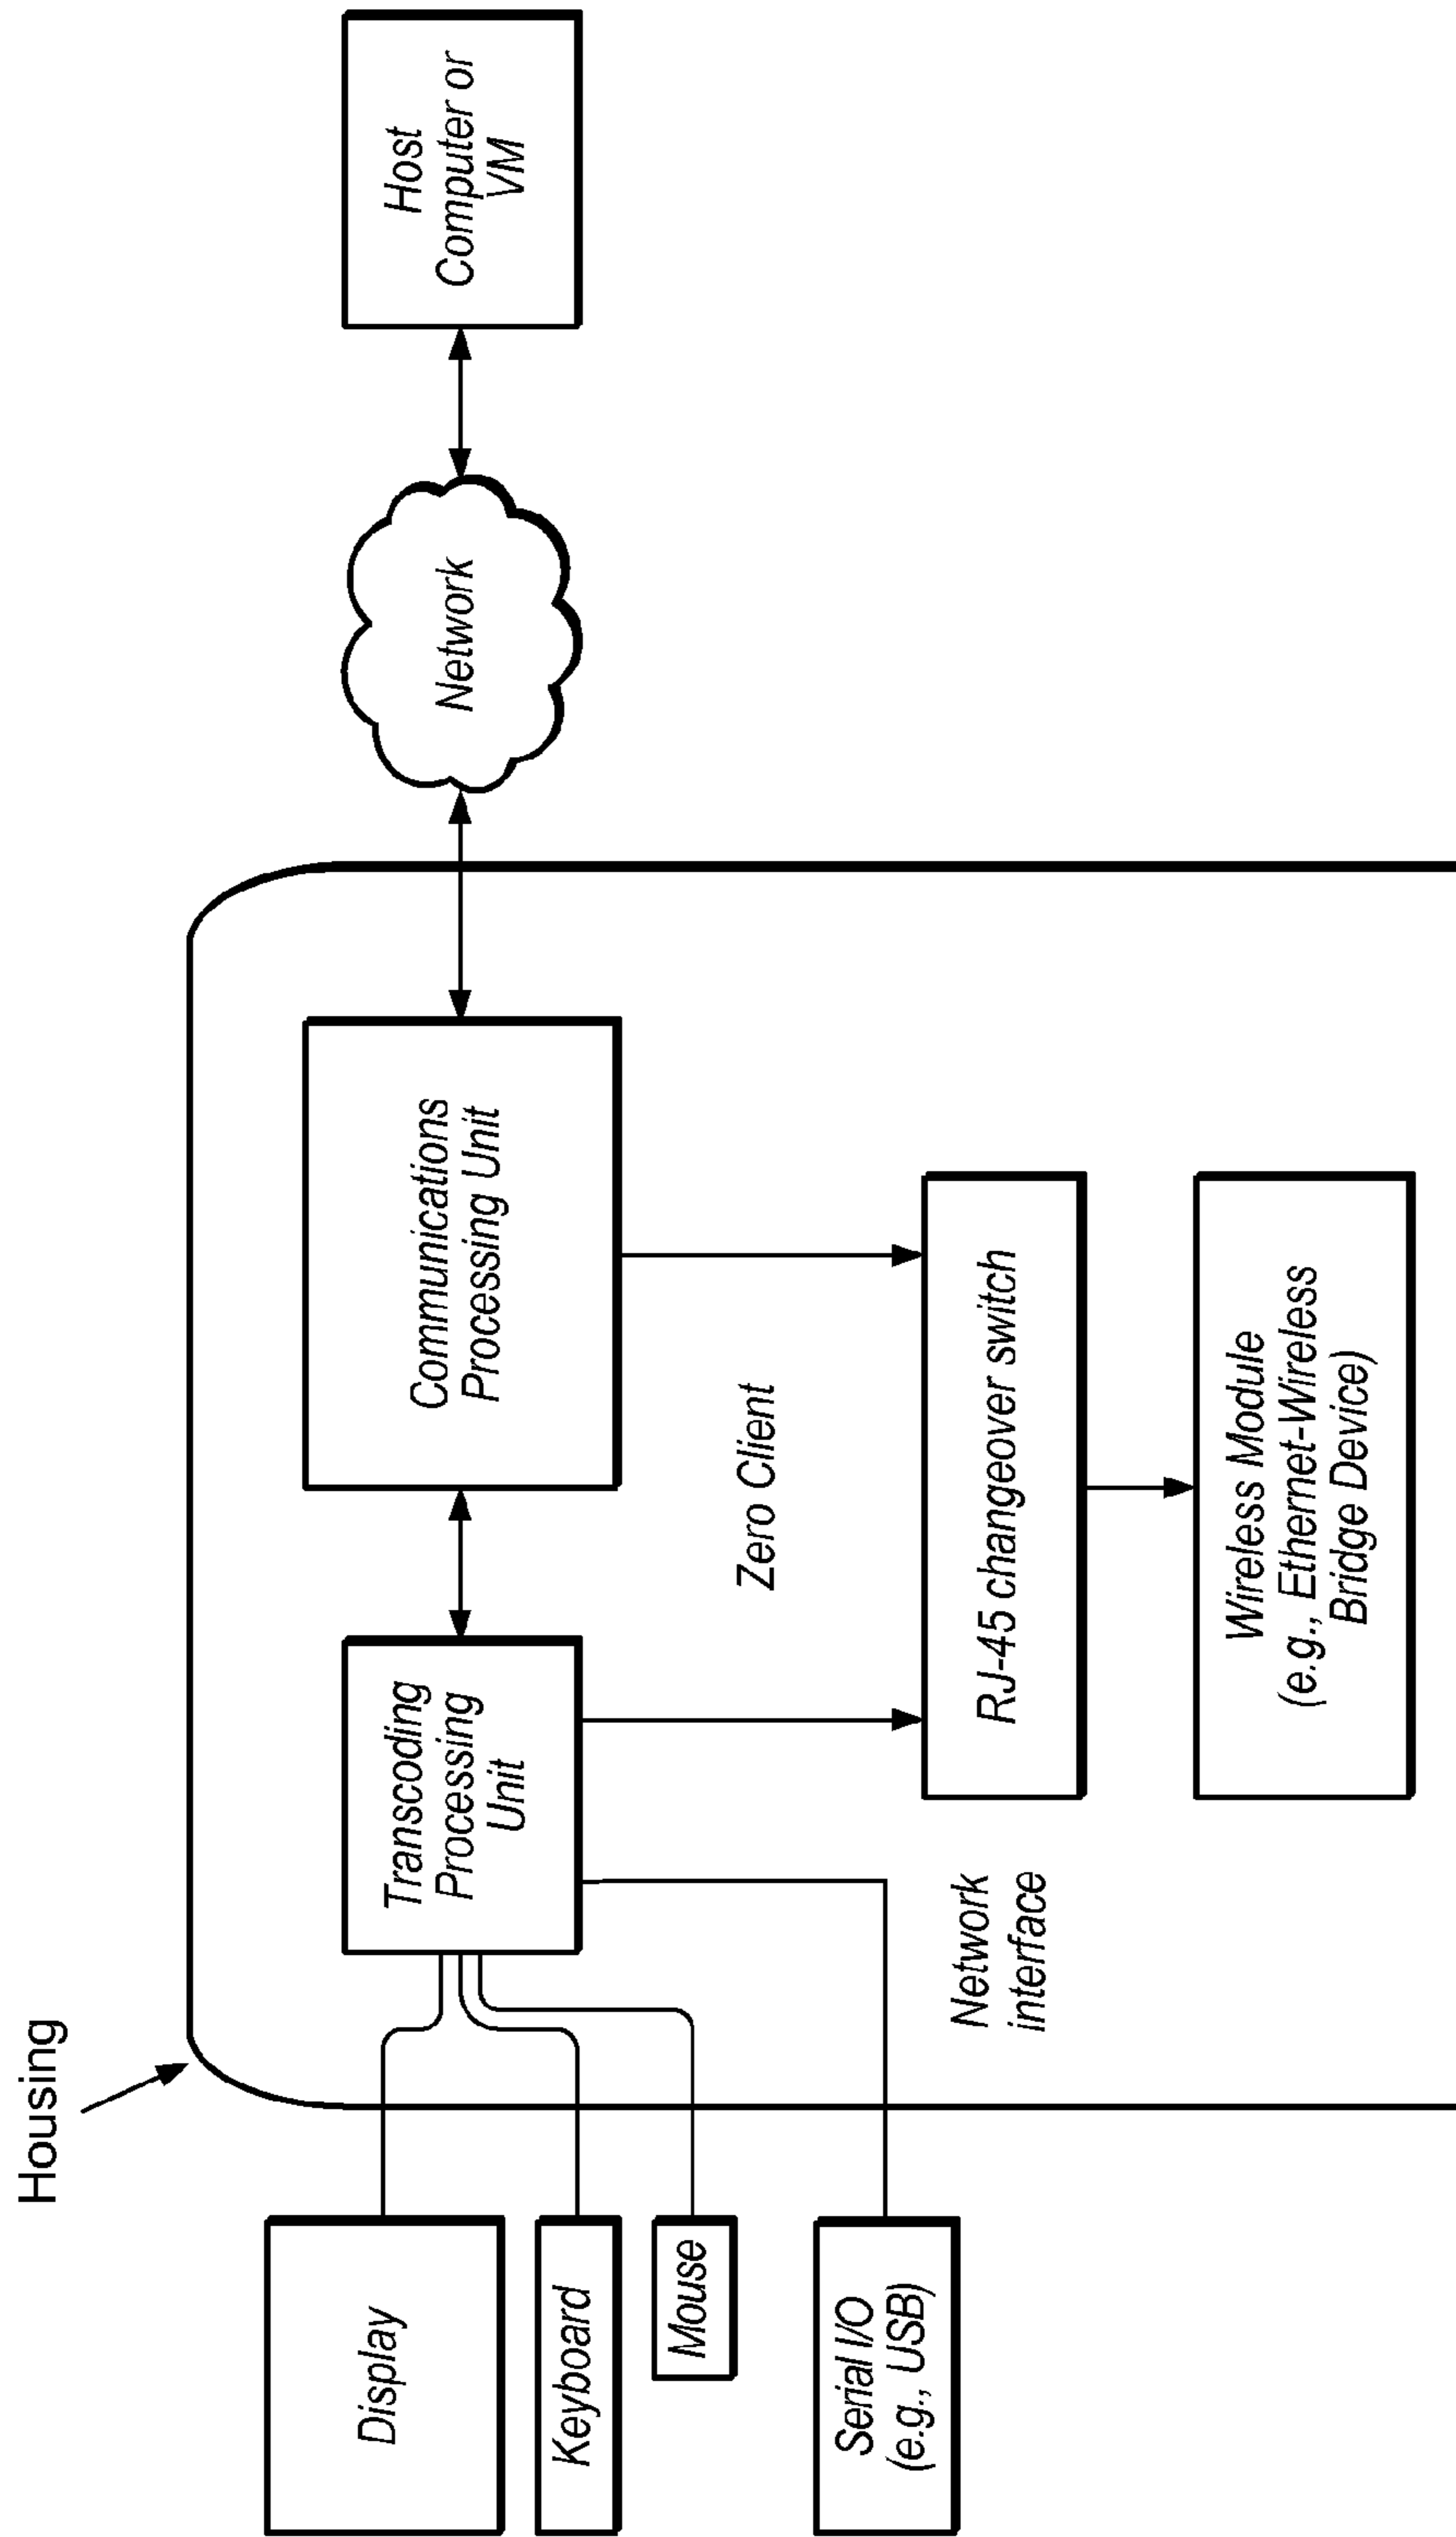 Housing
Display
Keyboard
Mouse
Serial I/O
(e.g., USB)
Transcoding
Processing
Unit
Communications
Processing Unit
Network
Host
Computer or
VM
Zero Client
Network
interface
RJ-45 changeover switch
Wireless Module
(e.g., Ethernet-Wireless
Bridge Device)